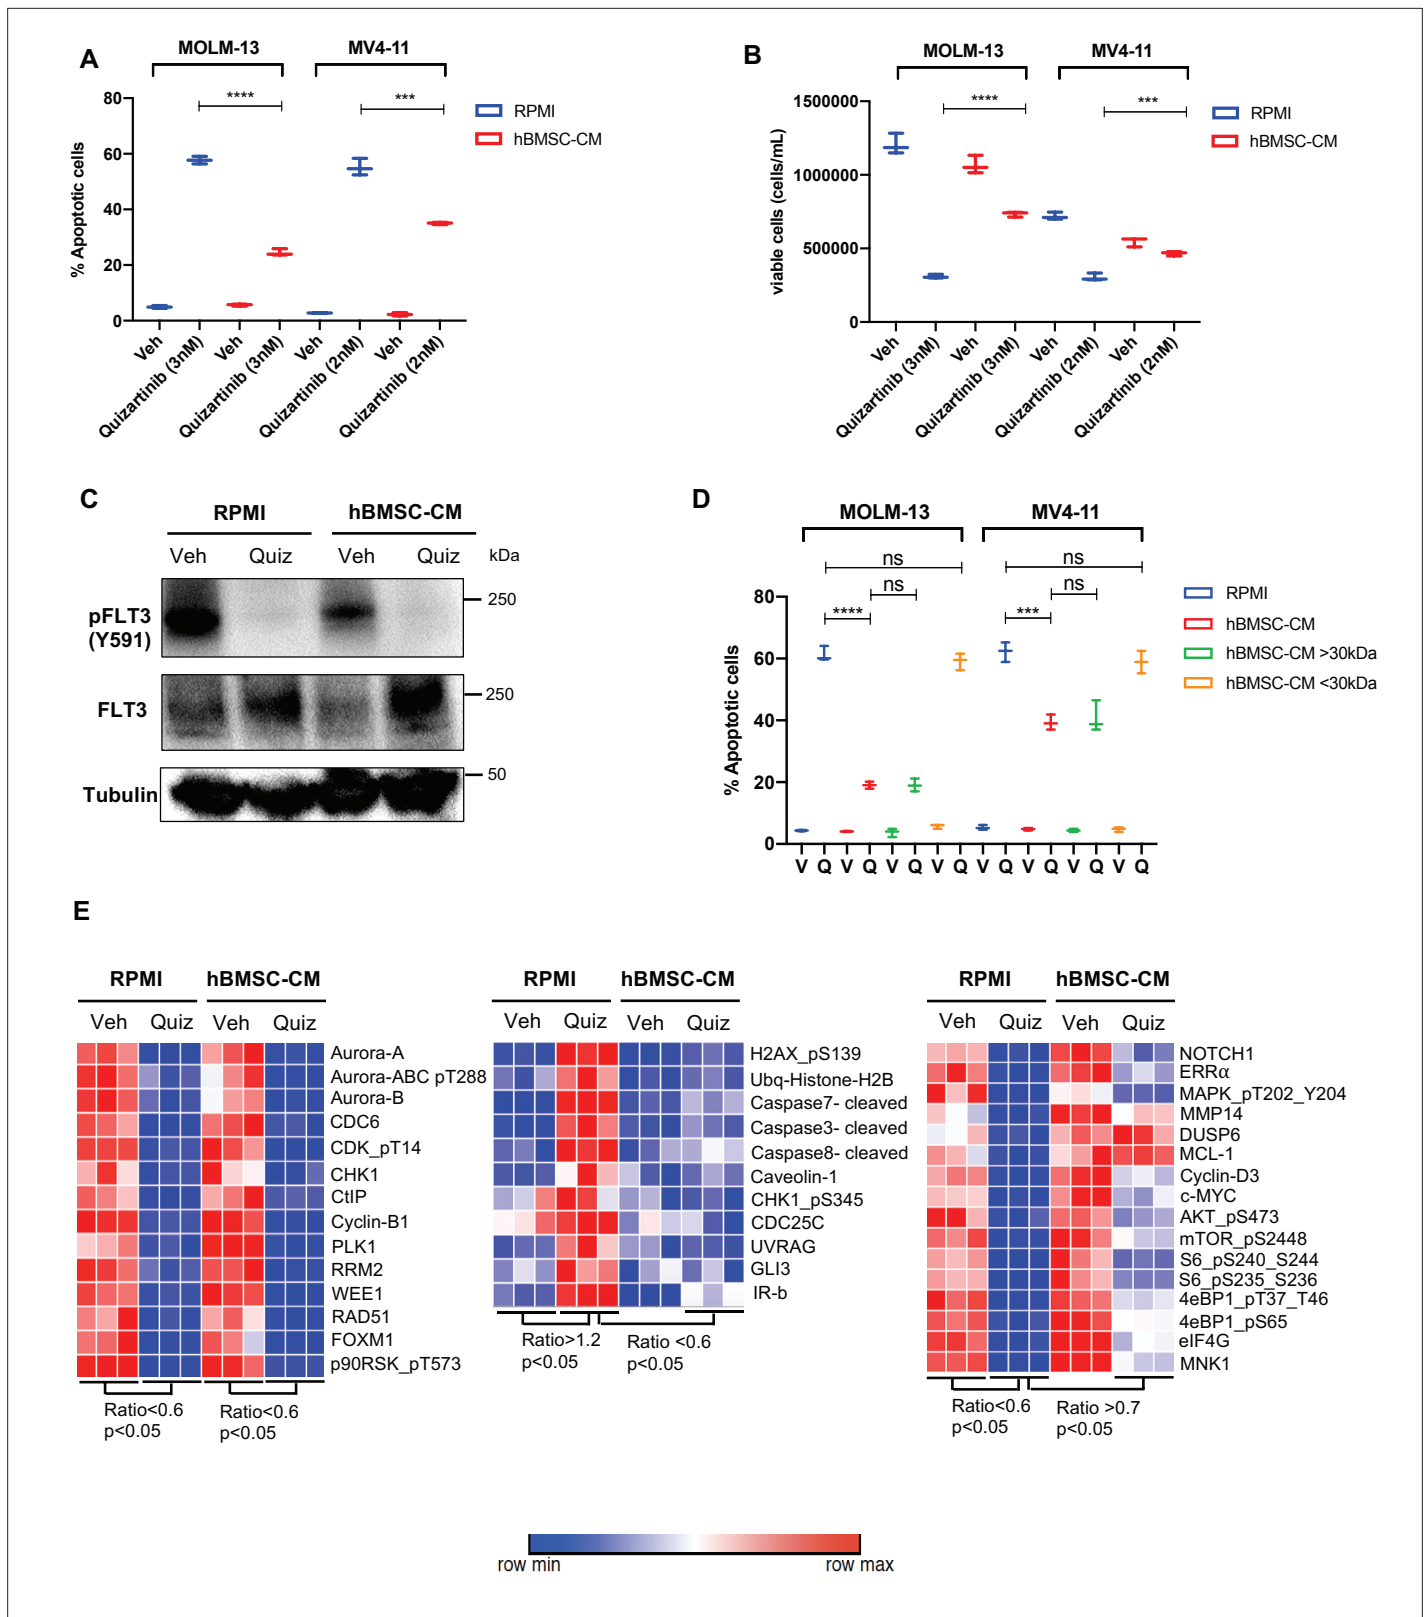 A
MOLM-13
MV4-11
80
60
40
20
0
% Apoptotic cells
****
***
RPMI
hBMSC-CM
Veh
Quizartinib (3nM)
Veh
Quizartinib (3nM)
Veh
Quizartinib (2nM)
Veh
Quizartinib (2nM)
B
MOLM-13
MV4-11
1500000
1000000
500000
0
viable cells (cells/mL)
****
***
RPMI
hBMSC-CM
Veh
Quizartinib (3nM)
Veh
Quizartinib (3nM)
Veh
Quizartinib (2nM)
Veh
Quizartinib (2nM)
C
RPMI
hBMSC-CM
Veh
Quiz
Veh
Quiz
kDa
pFLT3
(Y591)
250
FLT3
250
Tubulin
50
D
MOLM-13
MV4-11
ns
ns
ns
ns
****
***
80
60
40
20
0
% Apoptotic cells
V Q V Q V Q V Q V Q V Q V Q V Q
RPMI
hBMSC-CM
hBMSC-CM >30kDa
hBMSC-CM <30kDa
E
RPMI
hBMSC-CM
Veh
Quiz
Veh
Quiz
Aurora-A
Aurora-ABC pT288
Aurora-B
CDC6
CDK_pT14
CHK1
CtIP
Cyclin-B1
PLK1
RRM2
WEE1
RAD51
FOXM1
p90RSK_pT573
Ratio<0.6
p<0.05
Ratio<0.6
p<0.05
RPMI
hBMSC-CM
Veh
Quiz
Veh
Quiz
H2AX_pS139
Ubq-Histone-H2B
Caspase7- cleaved
Caspase3- cleaved
Caspase8- cleaved
Caveolin-1
CHK1_pS345
CDC25C
UVRAG
GLI3
IR-b
Ratio>1.2
p<0.05
Ratio <0.6
p<0.05
RPMI
hBMSC-CM
Veh
Quiz
Veh
Quiz
NOTCH1
ERRα
MAPK_pT202_Y204
MMP14
DUSP6
MCL-1
Cyclin-D3
c-MYC
AKT_pS473
mTOR_pS2448
S6_pS240_S244
S6_pS235_S236
4eBP1_pT37_T46
4eBP1_pS65
eIF4G
MNK1
Ratio<0.6
p<0.05
Ratio >0.7
p<0.05
row min
row max